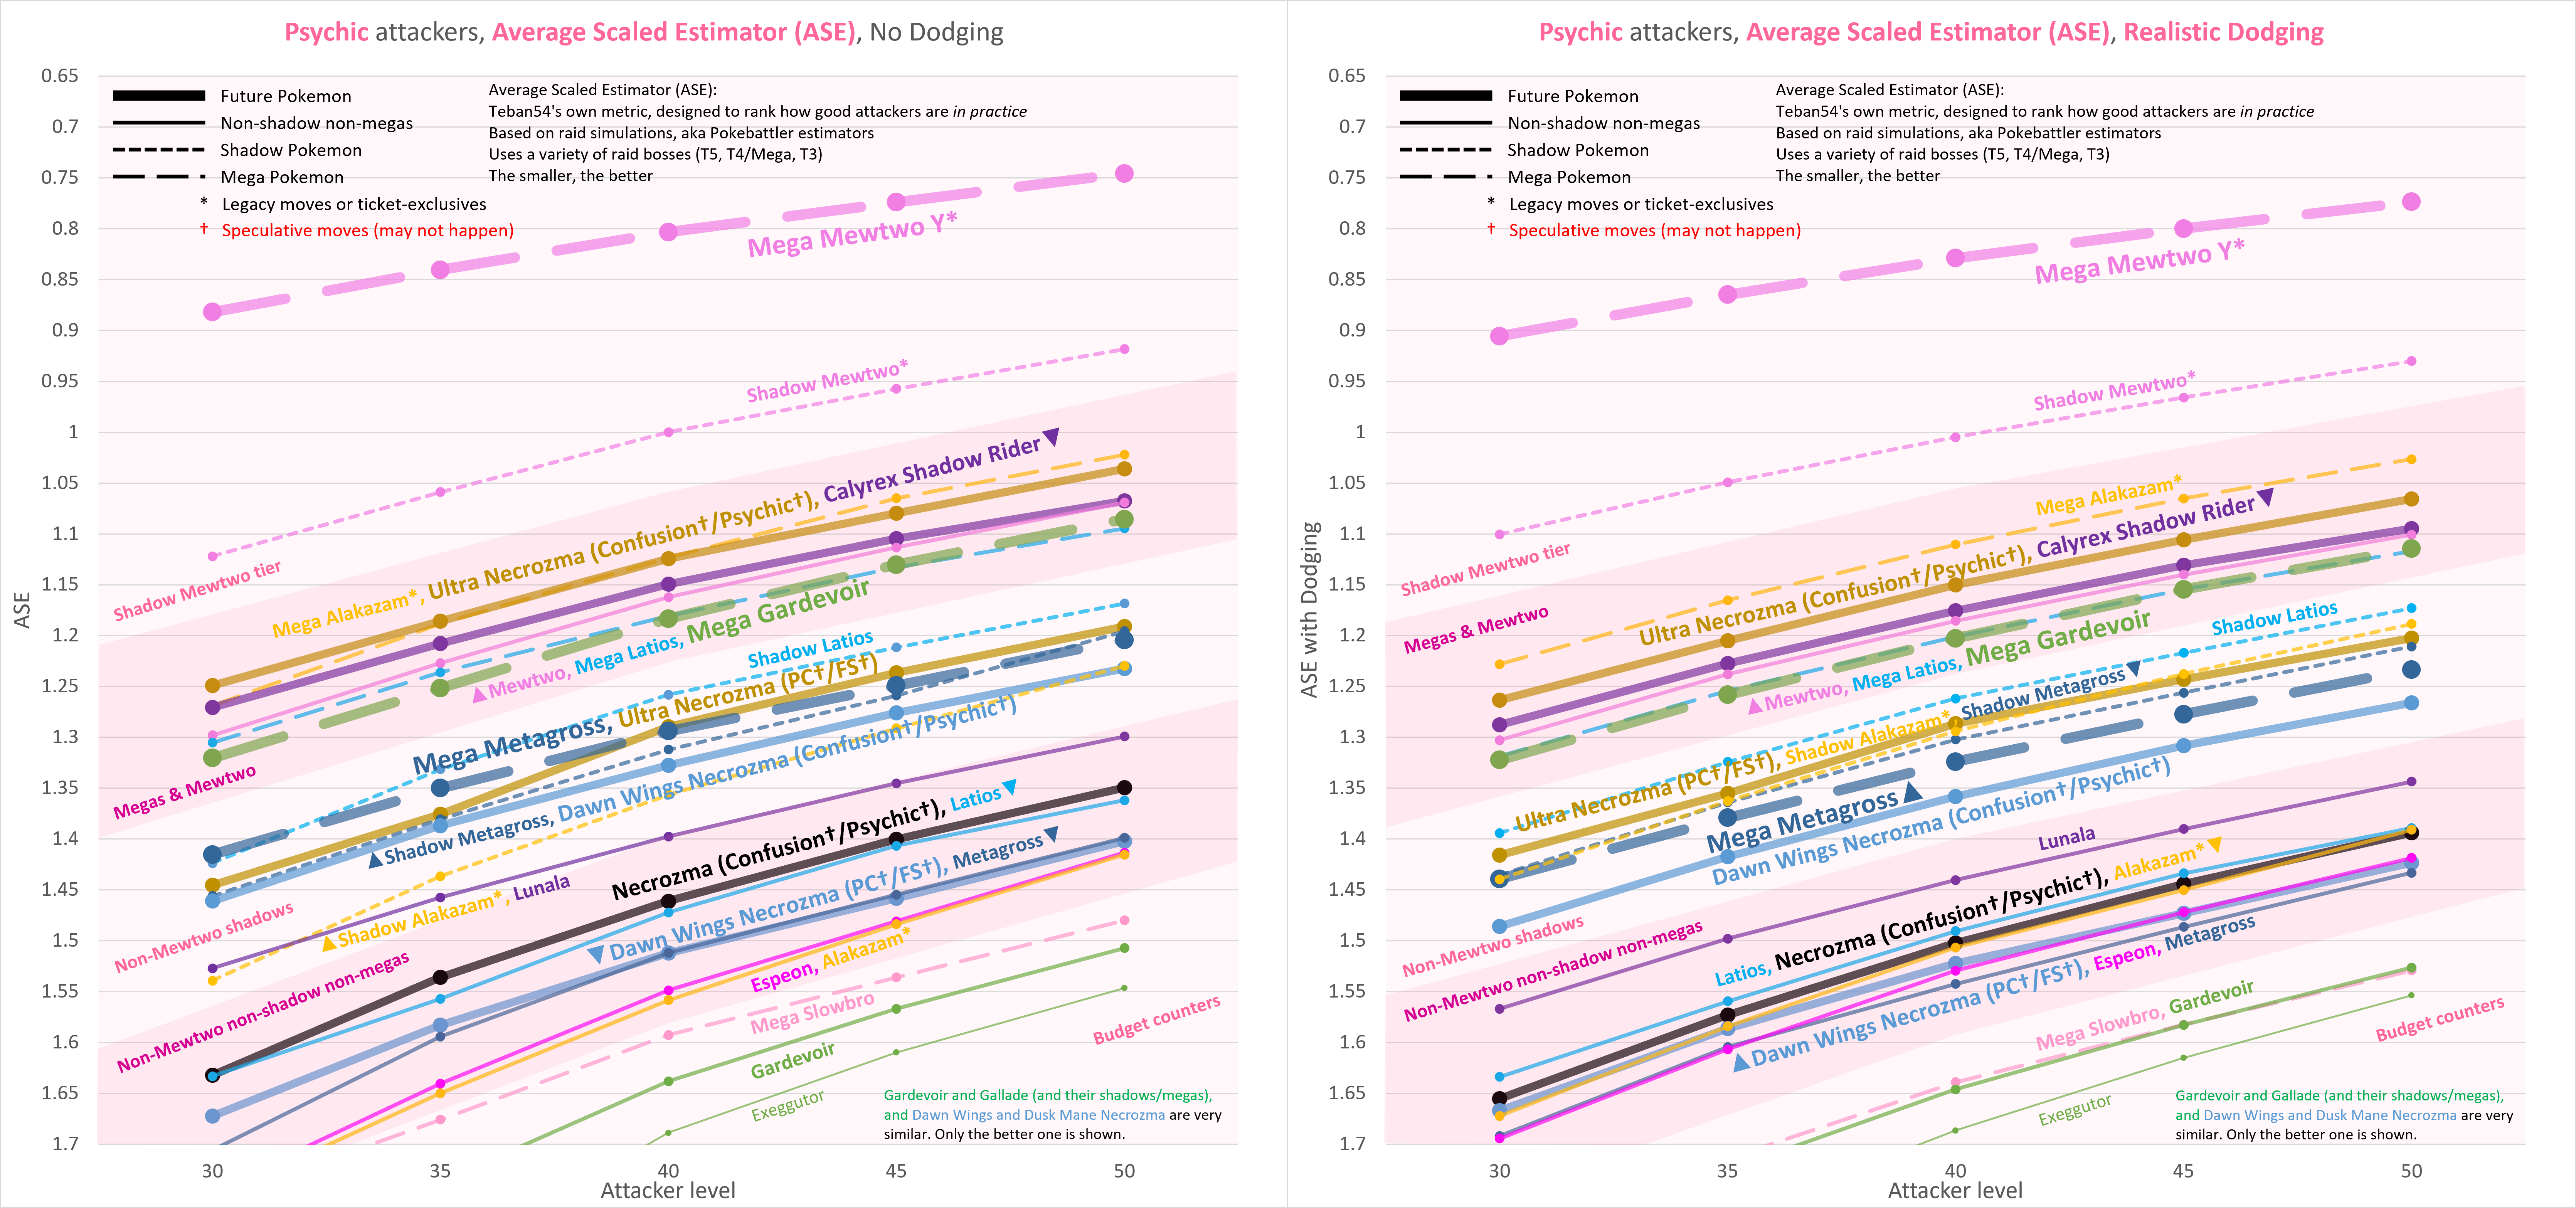 Psychic attackers, Average Scaled Estimator (ASE), No Dodging
0.65
0.7
0.75
0.8
0.85
0.9
0.95
1
1.05
1.1
1.15
1.2
1.25
1.3
1.35
1.4
1.45
1.5
1.55
1.6
1.65
1.7
ASE
Future Pokemon
Non-shadow non-megas
Shadow Pokemon
Mega Pokemon
* Legacy moves or ticket-exclusives
† Speculative moves (may not happen)
Average Scaled Estimator (ASE):
Teban54's own metric, designed to rank how good attackers are in practice
Based on raid simulations, aka Pokebattler estimators
Uses a variety of raid bosses (T5, T4/Mega, T3)
The smaller, the better
Mega Mewtwo Y*
Shadow Mewtwo*
Shadow Mewtwo tier
Mega Alakazam*, Ultra Necrozma (Confusion†/Psychic†), Calyrex Shadow Rider▼
▲Mewtwo, Mega Latios, Mega Gardevoir
Megas & Mewtwo
Shadow Latios
Mega Metagross, Ultra Necrozma (PC†/FS†)
▲Shadow Metagross, Dawn Wings Necrozma (Confusion†/Psychic†)
▲Shadow Alakazam*, Lunala
Non-Mewtwo shadows
Necrozma (Confusion†/Psychic†), Latios▼
▼Dawn Wings Necrozma (PC†/FS†), Metagross▼
Non-Mewtwo non-shadow non-megas
Espeon, Alakazam*
Mega Slowbro
Gardevoir
Exeggutor
Budget counters
Gardevoir and Gallade (and their shadows/megas),
and Dawn Wings and Dusk Mane Necrozma are very
similar. Only the better one is shown.
30 35 40 45 50
Attacker level
Psychic attackers, Average Scaled Estimator (ASE), Realistic Dodging
0.65
0.7
0.75
0.8
0.85
0.9
0.95
1
1.05
1.1
1.15
1.2
1.25
1.3
1.35
1.4
1.45
1.5
1.55
1.6
1.65
1.7
ASE with Dodging
Future Pokemon
Non-shadow non-megas
Shadow Pokemon
Mega Pokemon
* Legacy moves or ticket-exclusives
† Speculative moves (may not happen)
Average Scaled Estimator (ASE):
Teban54's own metric, designed to rank how good attackers are in practice
Based on raid simulations, aka Pokebattler estimators
Uses a variety of raid bosses (T5, T4/Mega, T3)
The smaller, the better
Mega Mewtwo Y*
Shadow Mewtwo*
Shadow Mewtwo tier
Mega Alakazam*
Ultra Necrozma (Confusion†/Psychic†), Calyrex Shadow Rider▼
▲Mewtwo, Mega Latios, Mega Gardevoir
Megas & Mewtwo
Shadow Latios
Ultra Necrozma (PC†/FS†), Shadow Alakazam*, Shadow Metagross▼
Mega Metagross▲
Dawn Wings Necrozma (Confusion†/Psychic†)
Non-Mewtwo shadows
Lunala
Latios, Necrozma (Confusion†/Psychic†), Alakazam*▼
▲Dawn Wings Necrozma (PC†/FS†), Espeon, Metagross
Non-Mewtwo non-shadow non-megas
Mega Slowbro, Gardevoir
Exeggutor
Budget counters
Gardevoir and Gallade (and their shadows/megas),
and Dawn Wings and Dusk Mane Necrozma are very
similar. Only the better one is shown.
30 35 40 45 50
Attacker level